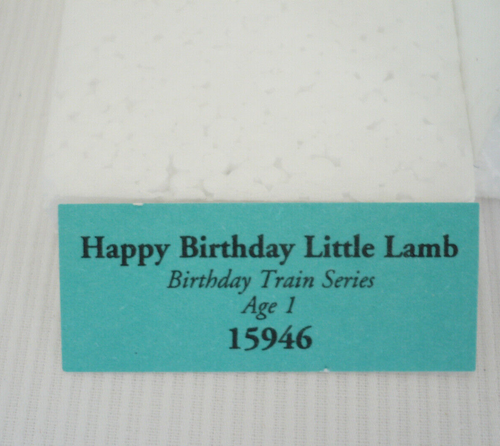 Happy Birthday Little Lamb
Birthday Train Series
Age 1
15946